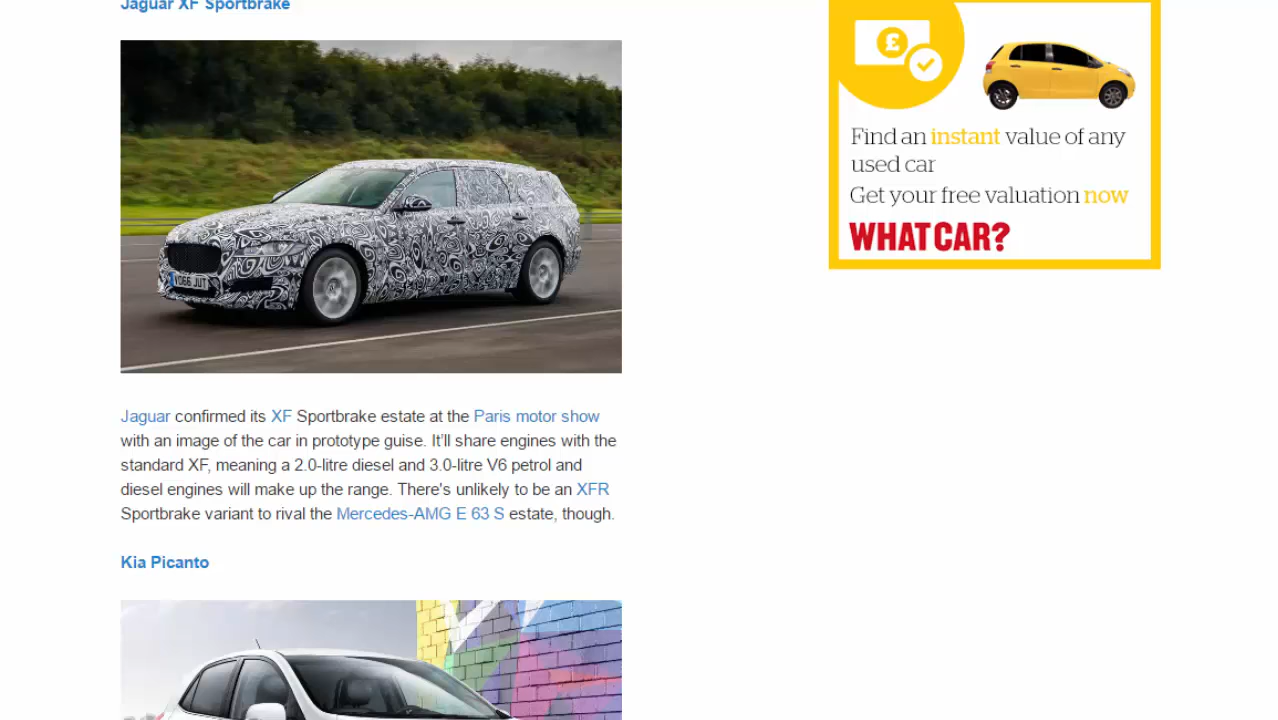 Jaguar XF Sportbrake
£
Find an instant value of any
used car
Get your free valuation now
WHAT CAR?
VO66 JUT
Jaguar confirmed its XF Sportbrake estate at the Paris motor show
with an image of the car in prototype guise. It’ll share engines with the
standard XF, meaning a 2.0-litre diesel and 3.0-litre V6 petrol and
diesel engines will make up the range. There's unlikely to be an XFR
Sportbrake variant to rival the Mercedes-AMG E 63 S estate, though.
Kia Picanto